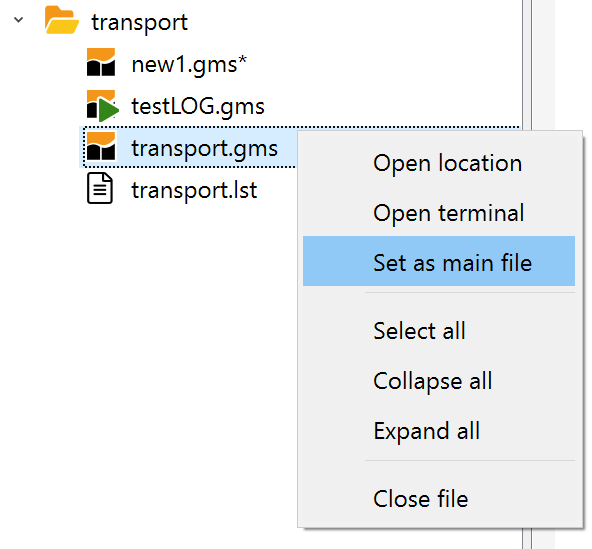 transport
new1.gms*
testLOG.gms
transport.gms
transport.lst
Open location
Open terminal
Set as main file
Select all
Collapse all
Expand all
Close file